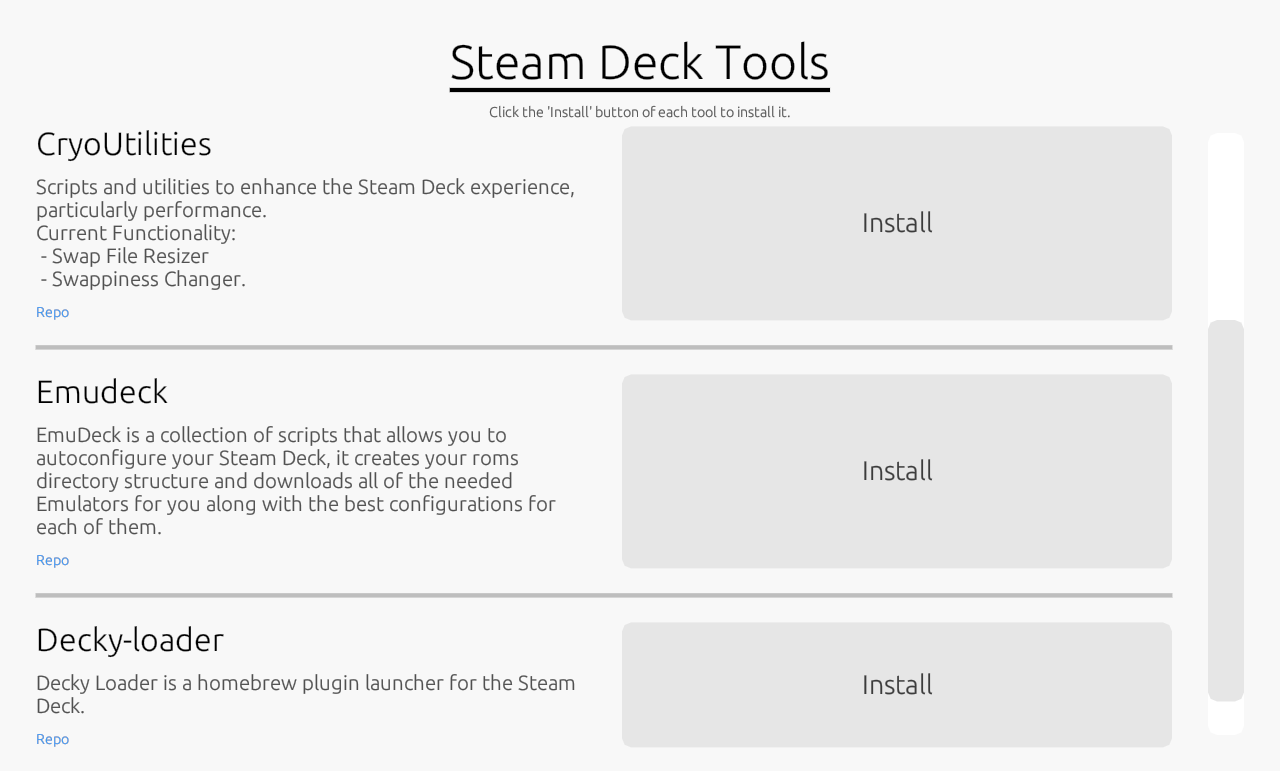 Steam Deck Tools
Click the 'Install' button of each tool to install it.
CryoUtilities
Scripts and utilities to enhance the Steam Deck experience,
particularly performance.
Current Functionality:
- Swap File Resizer
- Swappiness Changer.
Repo
Install
Emudeck
EmuDeck is a collection of scripts that allows you to
autoconfigure your Steam Deck, it creates your roms
directory structure and downloads all of the needed
Emulators for you along with the best configurations for
each of them.
Repo
Install
Decky-loader
Decky Loader is a homebrew plugin launcher for the Steam
Deck.
Repo
Install